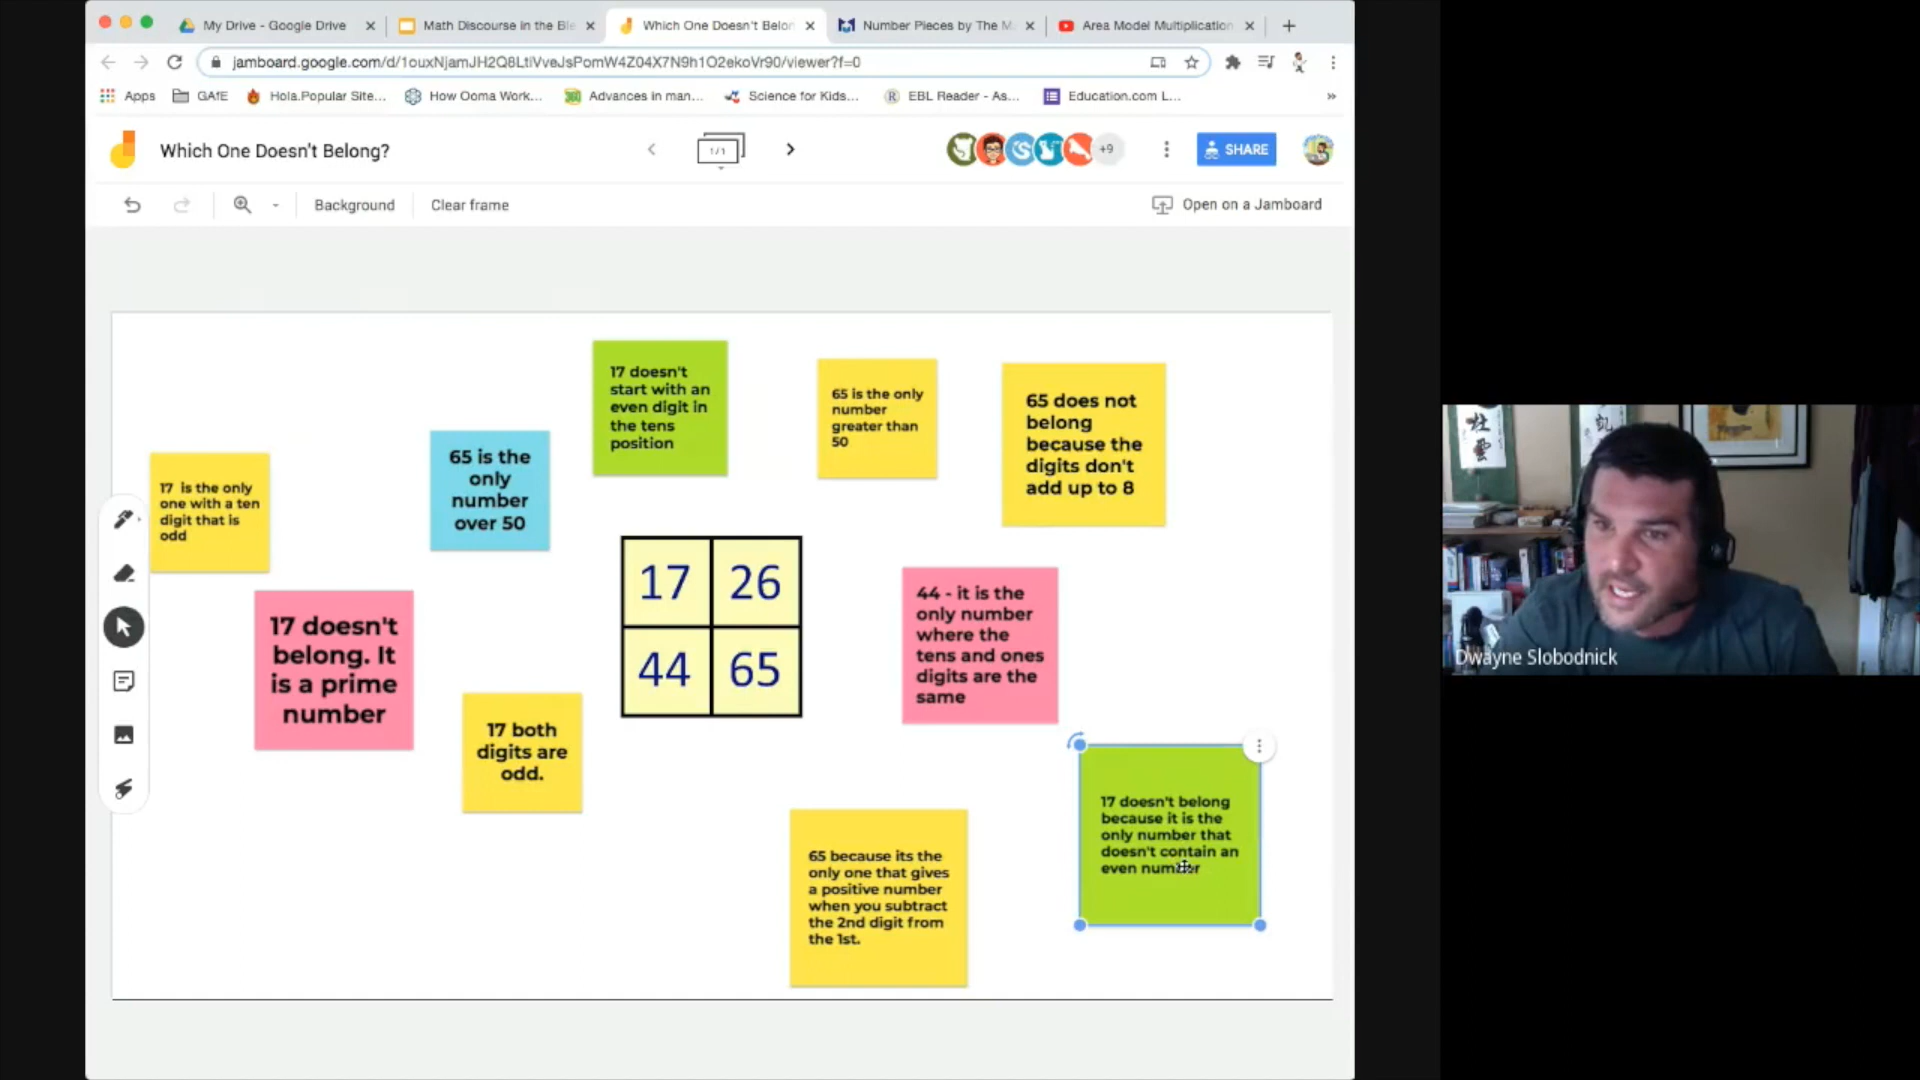 My Drive - Google Drive
Math Discourse in the Ble
Which One Doesn't Belon
Number Pieces by The M
Area Model Multiplication
jamboard.google.com/d/1ouxNjamJH2Q8LtiVveJsPomW4Z04X7N9h1O2ekoVr90/viewer?f=0
Apps
GAfE
Hola.Popular Site...
How Ooma Work...
Advances in man...
Science for Kids...
EBL Reader - As...
Education.com L...
»
Which One Doesn't Belong?
1/1
+9
SHARE
Background
Clear frame
Open on a Jamboard
17 doesn't
start with an
even digit in
the tens
position
65 is the only
number
greater than
50
65 does not
belong
because the
digits don't
add up to 8
17 is the only
one with a ten
digit that is
odd
65 is the
only
number
over 50
17 26
44 65
17 doesn't
belong. It
is a prime
number
44 - it is the
only number
where the
tens and ones
digits are the
same
17 both
digits are
odd.
17 doesn't belong
because it is the
only number that
doesn't contain an
even number
65 because its the
only one that gives
a positive number
when you subtract
the 2nd digit from
the 1st.
Dwayne Slobodnick